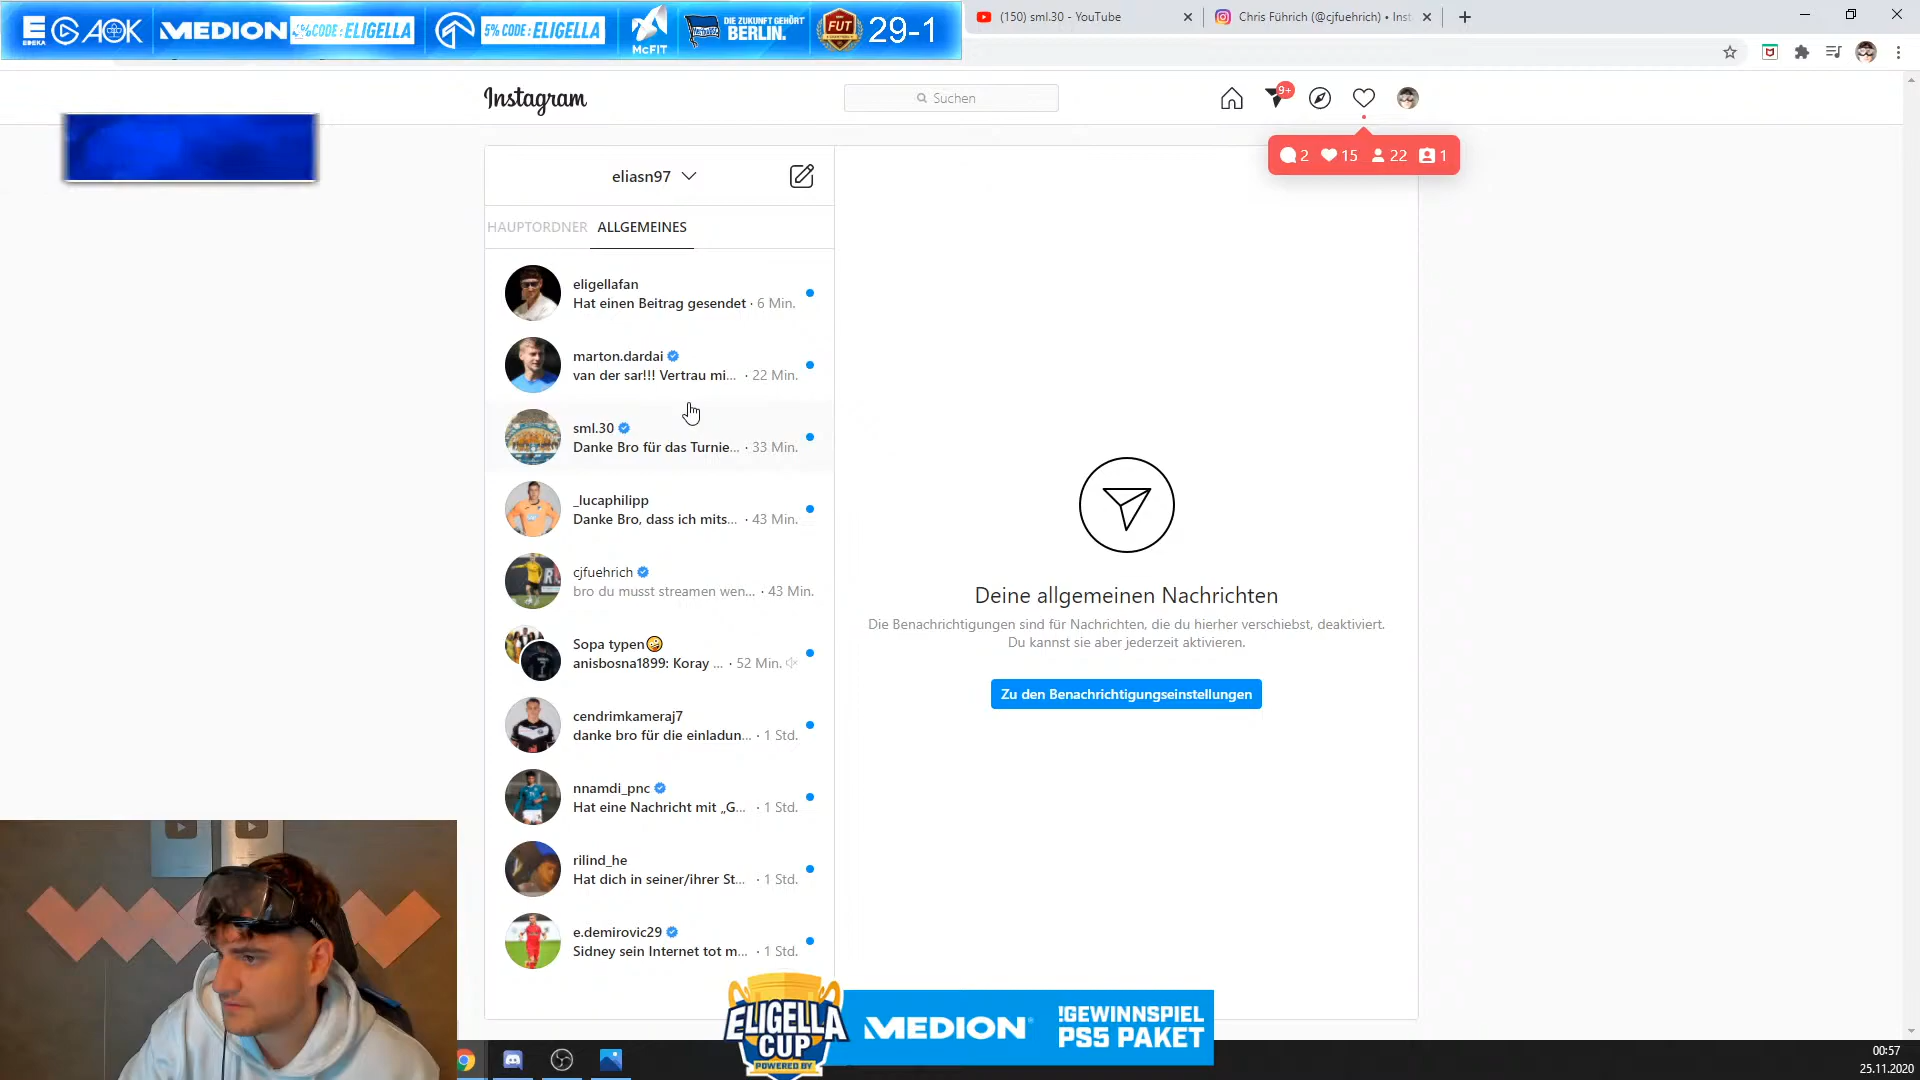 EDEKA
AOK
MEDION
CODE : ELIGELLA
5% CODE : ELIGELLA
McFIT
DIE ZUKUNFT GEHÖRT
BERLIN.
FUT
29-1
(150) sml.30 - YouTube
Chris Führich (@cjfuehrich) • Inst
Instagram
Suchen
9+
2 15 22 1
eliasn97
HAUPTORDNER ALLGEMEINES
eligellafan
Hat einen Beitrag gesendet · 6 Min.
marton.dardai
van der sar!!! Vertrau mi... · 22 Min.
sml.30
Danke Bro für das Turnie... · 33 Min.
_lucaphilipp
Danke Bro, dass ich mits... · 43 Min.
cjfuehrich
bro du musst streamen wen... · 43 Min.
Sopa typen🤪
anisbosna1899: Koray ... · 52 Min.
cendrimkameraj7
danke bro für die einladun... · 1 Std.
nnamdi_pnc
Hat eine Nachricht mit „G... · 1 Std.
rilind_he
Hat dich in seiner/ihrer St... · 1 Std.
e.demirovic29
Sidney sein Internet tot m... · 1 Std.
Deine allgemeinen Nachrichten
Die Benachrichtigungen sind für Nachrichten, die du hierher verschiebst, deaktiviert.
Du kannst sie aber jederzeit aktivieren.
Zu den Benachrichtigungseinstellungen
ELIGELLA
CUP
POWERED BY
MEDION
!GEWINNSPIEL
PS5 PAKET
00:57
25.11.2020